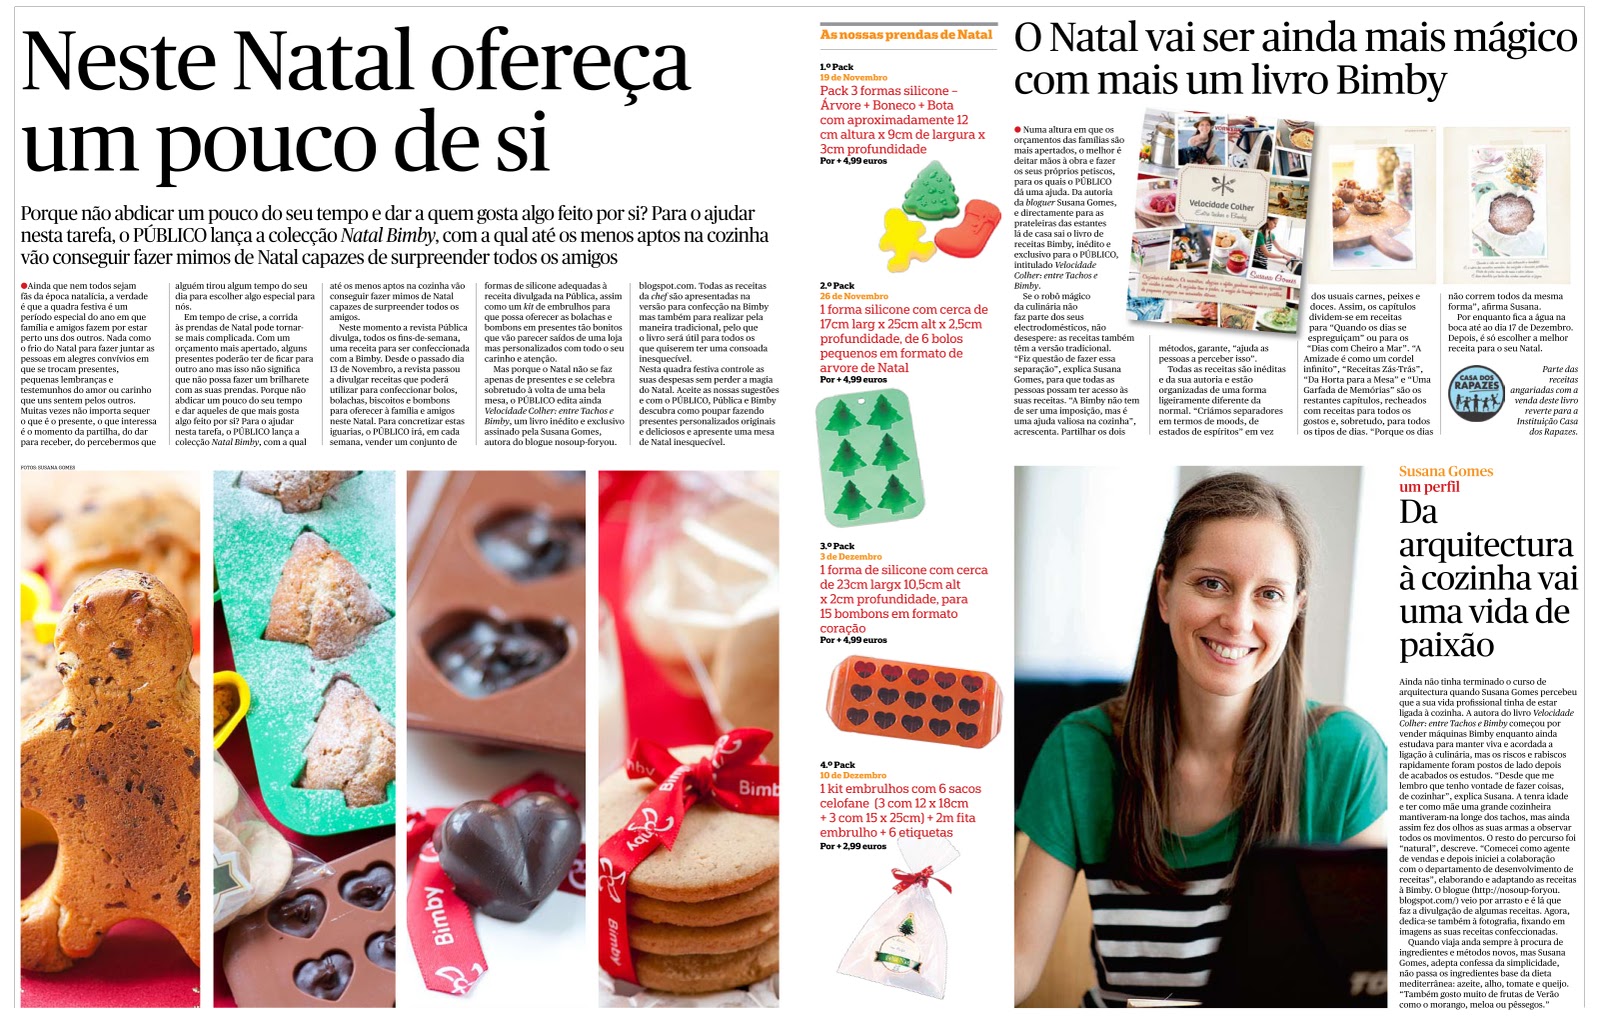 Neste Natal ofereça
um pouco de si
Porque não abdicar um pouco do seu tempo e dar a quem gosta algo feito por si? Para o ajudar
nesta tarefa, o PÚBLICO lança a colecção Natal Bimby, com a qual até os menos aptos na cozinha
vão conseguir fazer mimos de Natal capazes de surpreender todos os amigos
Ainda que nem todos sejam
fãs da época natalícia, a verdade
é que a quadra festiva é um
período especial do ano em que
família e amigos fazem por estar
perto uns dos outros. Nada como
o frio do Natal para fazer juntar as
pessoas em alegres convívios em
que se trocam presentes,
pequenas lembranças e
testemunhos do amor ou carinho
que uns sentem pelos outros.
Muitas vezes não importa sequer
o que é o presente, o que interessa
é o momento da partilha, do dar
para receber, do percebermos que
alguém tirou algum tempo do seu
dia para escolher algo especial para
nós.
Em tempo de crise, a corrida
às prendas de Natal pode tornar-
se mais complicada. Com um
orçamento mais apertado, alguns
presentes poderão ter de ficar para
outro ano mas isso não significa
que não possa fazer um brilharete
com as suas prendas. Porque não
abdicar um pouco do seu tempo
e dar aqueles de que mais gosta
algo feito por si? Para o ajudar
nesta tarefa, o PÚBLICO lança a
colecção Natal Bimby, com a qual
até os menos aptos na cozinha vão
conseguir fazer mimos de Natal
capazes de surpreender todos os
amigos.
Neste momento a revista Pública
divulga, todos os fins-de-semana,
uma receita para ser confeccionada
com a Bimby. Desde o passado dia
13 de Novembro, a revista passou
a divulgar receitas que poderá
utilizar para confeccionar bolos,
bolachas, biscoitos e bombons
para oferecer à família e amigos
neste Natal. Para concretizar estas
iguarias, o PÚBLICO irá, em cada
semana, vender um conjunto de
formas de silicone adequadas à
receita divulgada na Pública, assim
como um kit de embrulhos para
que possa oferecer as bolachas e
bombons em presentes tão bonitos
que vão parecer saídos de uma loja
mas personalizados com todo o seu
carinho e atenção.
Mas porque o Natal não se faz
apenas de presentes e se celebra
sobretudo à volta de uma bela
mesa, o PÚBLICO edita ainda
Velocidade Colher: entre Tachos e
Bimby, um livro inédito e exclusivo
assinado pela Susana Gomes,
autora do blogue nosoup-foryou.
blogspot.com. Todas as receitas
da chef são apresentadas na
versão para confecção na Bimby
mas também para realizar pela
maneira tradicional, pelo que
o livro será útil para todos os
que quiserem ter uma consoada
inesquecível.
Nesta quadra festiva controle as
suas despesas sem perder a magia
do Natal. Aceite as nossas sugestões
e com o PÚBLICO, Pública e Bimby
descubra como poupar fazendo
presentes personalizados originais
e deliciosos e apresente uma mesa
de Natal inesquecível.
FOTOS: SUSANA GOMES
Bimby
Bimby
Bimby
As nossas prendas de Natal
1.º Pack
19 de Novembro
Pack 3 formas silicone –
Árvore + Boneco + Bota
com aproximadamente 12
cm altura x 9cm de largura x
3cm profundidade
Por + 4,99 euros
2.º Pack
26 de Novembro
1 forma silicone com cerca de
17cm larg x 25cm alt x 2,5cm
profundidade, de 6 bolos
pequenos em formato de
arvore de Natal
Por + 4,99 euros
3.º Pack
3 de Dezembro
1 forma de silicone com cerca
de 23cm largx 10,5cm alt
x 2cm profundidade, para
15 bombons em formato
coração
Por + 4,99 euros
4.º Pack
10 de Dezembro
1 kit embrulhos com 6 sacos
celofane (3 com 12 x 18cm
+ 3 com 15 x 25cm) + 2m fita
embrulho + 6 etiquetas
Por + 2,99 euros
O Natal vai ser ainda mais mágico
com mais um livro Bimby
Numa altura em que os
orçamentos das famílias são
mais apertados, o melhor é
deitar mãos à obra e fazer
os seus próprios petiscos,
para os quais o PÚBLICO
dá uma ajuda. Da autoria
da bloguer Susana Gomes,
e directamente para as
prateleiras das estantes
lá de casa sai o livro de
receitas Bimby, inédito e
exclusivo para o PÚBLICO,
intitulado Velocidade
Colher: entre Tachos e
Bimby.
Se o robô mágico
da culinária não
faz parte dos seus
electrodomésticos, não
desespere: as receitas também
têm a versão tradicional.
“Fiz questão de fazer essa
separação”, explica Susana
Gomes, para que todas as
pessoas possam ter acesso às
suas receitas. “A Bimby não tem
de ser uma imposição, mas é
uma ajuda valiosa na cozinha”,
acrescenta. Partilhar os dois
VORWERK
Velocidade Colher
Entre tachos e Bimby
Susana Gomes
métodos, garante, “ajuda as
pessoas a perceber isso”.
Todas as receitas são inéditas
e da sua autoria e estão
organizadas de uma forma
ligeiramente diferente da
normal. “Criámos separadores
em termos de moods, de
estados de espíritos” em vez
dos usuais carnes, peixes e
doces. Assim, os capítulos
dividem-se em receitas
para “Quando os dias se
espreguiçam” ou para os
“Dias com Cheiro a Mar”. “A
Amizade é como um cordel
infinito”, “Receitas Zás-Trás”,
“Da Horta para a Mesa” e “Uma
Garfada de Memórias” são os
restantes capítulos, recheados
com receitas para todos os
gostos e, sobretudo, para todos
os tipos de dias. “Porque os dias
não correm todos da mesma
forma”, afirma Susana.
Por enquanto fica a água na
boca até ao dia 17 de Dezembro.
Depois, é só escolher a melhor
receita para o seu Natal.
CASA DOS
RAPAZES
Parte das
receitas
angariadas com a
venda deste livro
reverte para a
Instituição Casa
dos Rapazes.
Susana Gomes
um perfil
Da
arquitectura
à cozinha vai
uma vida de
paixão
Ainda não tinha terminado o curso de
arquitectura quando Susana Gomes percebeu
que a sua vida profissional tinha de estar
ligada à cozinha. A autora do livro Velocidade
Colher: entre Tachos e Bimby começou por
vender máquinas Bimby enquanto ainda
estudava para manter viva e acordada a
ligação à culinária, mas os riscos e rabiscos
rapidamente foram postos de lado depois
de acabados os estudos. “Desde que me
lembro que tenho vontade de fazer coisas,
de cozinhar”, explica Susana. A tenra idade
e ter como mãe uma grande cozinheira
mantiveram-na longe dos tachos, mas ainda
assim fez dos olhos as suas armas a observar
todos os movimentos. O resto do percurso foi
“natural”, descreve. “Comecei como agente
de vendas e depois iniciei a colaboração
com o departamento de desenvolvimento de
receitas”, elaborando e adaptando as receitas
à Bimby. O blogue (http://nosoup-foryou.
blogspot.com/) veio por arrasto e é lá que
faz a divulgação de algumas receitas. Agora,
dedica-se também à fotografia, fixando em
imagens as suas receitas confeccionadas.
Quando viaja anda sempre à procura de
ingredientes e métodos novos, mas Susana
Gomes, adepta confessa da simplicidade,
não passa os ingredientes base da dieta
mediterrânea: azeite, alho, tomate e queijo.
“Também gosto muito de frutas de Verão
como o morango, meloa ou pêssegos.”